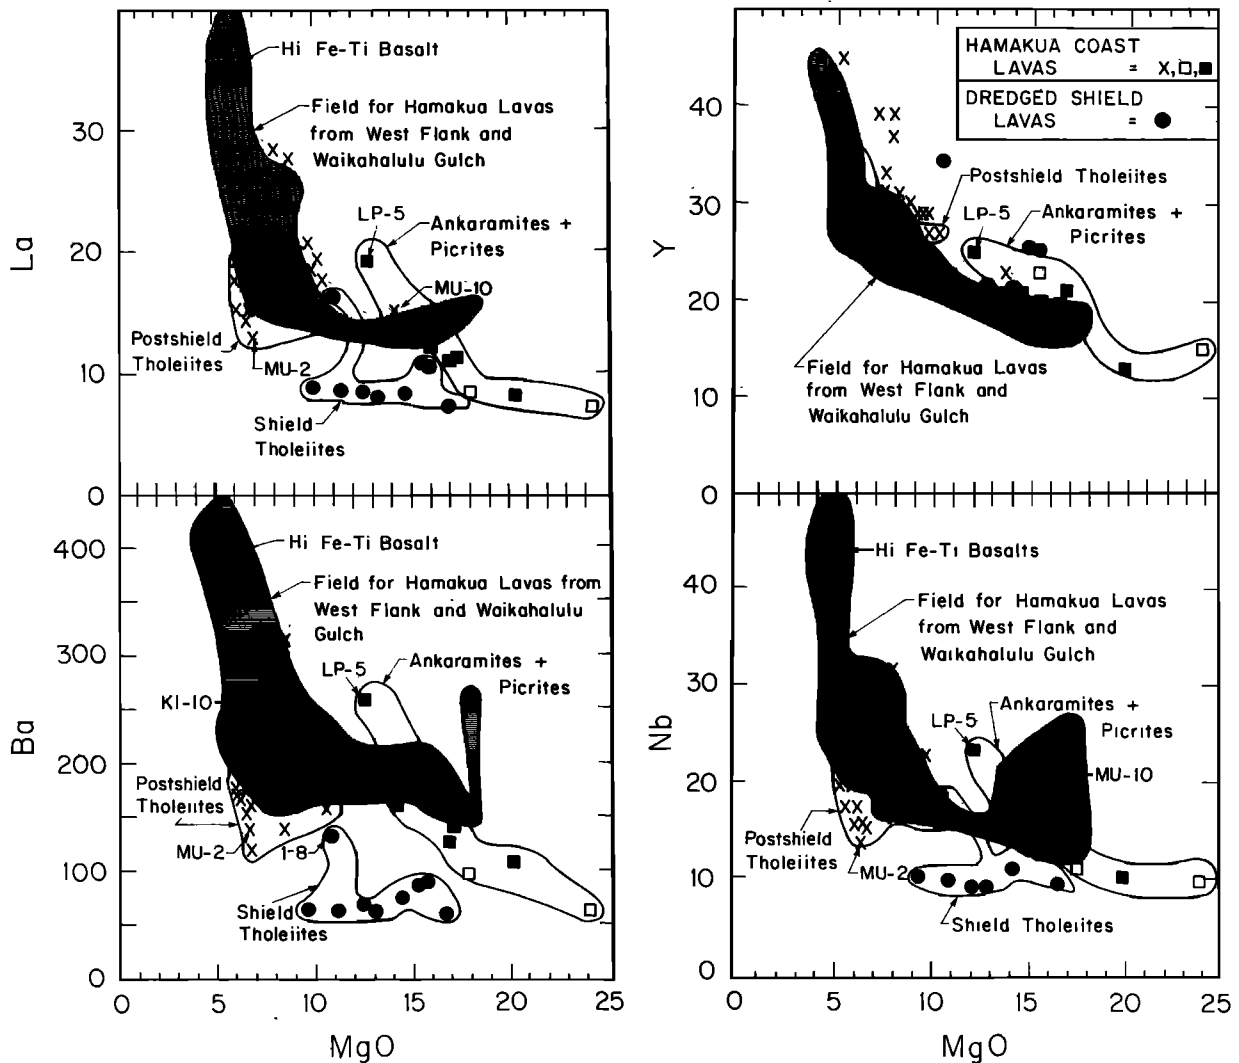 Hi Fe-Ti Basalt
Field for Hamakua Lavas
from West Flank and
Waikahalulu Gulch
LP-5
Ankaramites +
Picrites
MU-10
Postshield
Tholeiites
MU-2
Shield
Tholeiites
La
30
20
10
0
HAMAKUA COAST
LAVAS = X,□,■
DREDGED SHIELD
LAVAS = ●
Postshield Tholeiites
LP-5
Ankaramites +
Picrites
Field for Hamakua Lavas
from West Flank and
Waikahalulu Gulch
Y
40
30
20
10
0
Hi Fe-Ti Basalt
Field for Hamakua Lavas from
West Flank and Waikahalulu
Gulch
LP-5
Ankaramites +
Picrites
KI-10
Postshield
Tholeiites
MU-2
1-8
Shield
Tholeiites
Ba
400
300
200
100
0
0 5 10 15 20 25
MgO
Hi Fe-Ti Basalts
Field for Hamakua Lavas
from West Flank and
Waikahalulu Gulch
LP-5
Ankaramites +
Picrites
MU-10
Postshield
Tholeiites
MU-2
Shield Tholeiites
Nb
40
30
20
10
0
0 5 10 15 20 25
MgO